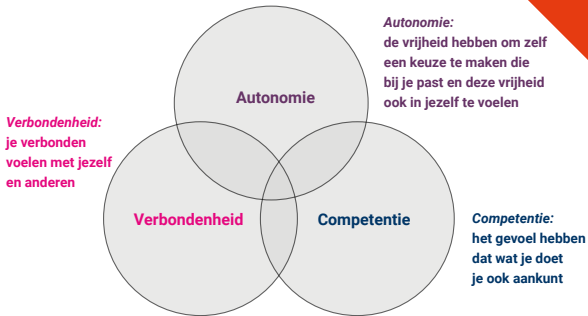 Autonomie:
de vrijheid hebben om zelf
een keuze te maken die
bij je past en deze vrijheid
ook in jezelf te voelen
Autonomie
Verbondenheid:
je verbonden
voelen met jezelf
en anderen
Verbondenheid
Competentie
Competentie:
het gevoel hebben
dat wat je doet
je ook aankunt